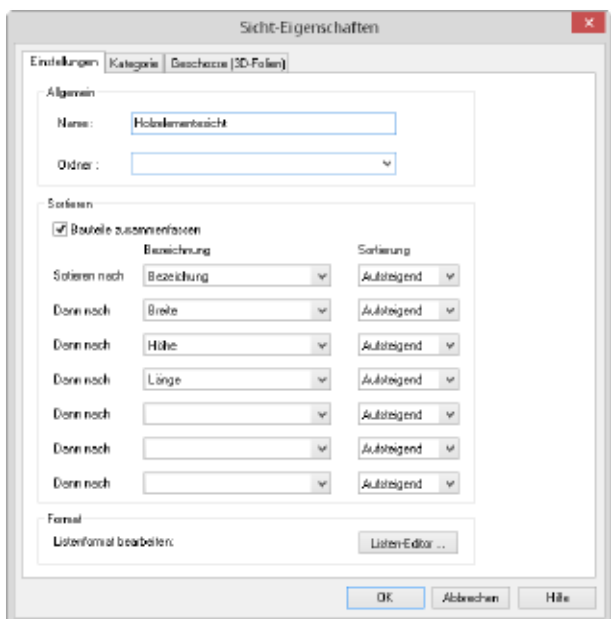 Sicht-Eigenschaften
Einstellungen Kategorie Geschosse (3D-Folien)
Allgemein
Name: Holzelementesicht
Ordner:
Sortieren
Bauteile zusammenfassen
Bezeichnung Sortierung
Sotieren nach Bezeichung Aufsteigend
Dann nach Breite Aufsteigend
Dann nach Höhe Aufsteigend
Dann nach Länge Aufsteigend
Dann nach Aufsteigend
Dann nach Aufsteigend
Dann nach Aufsteigend
Format
Listenformat bearbeiten: Listen-Editor ...
OK Abbrechen Hilfe